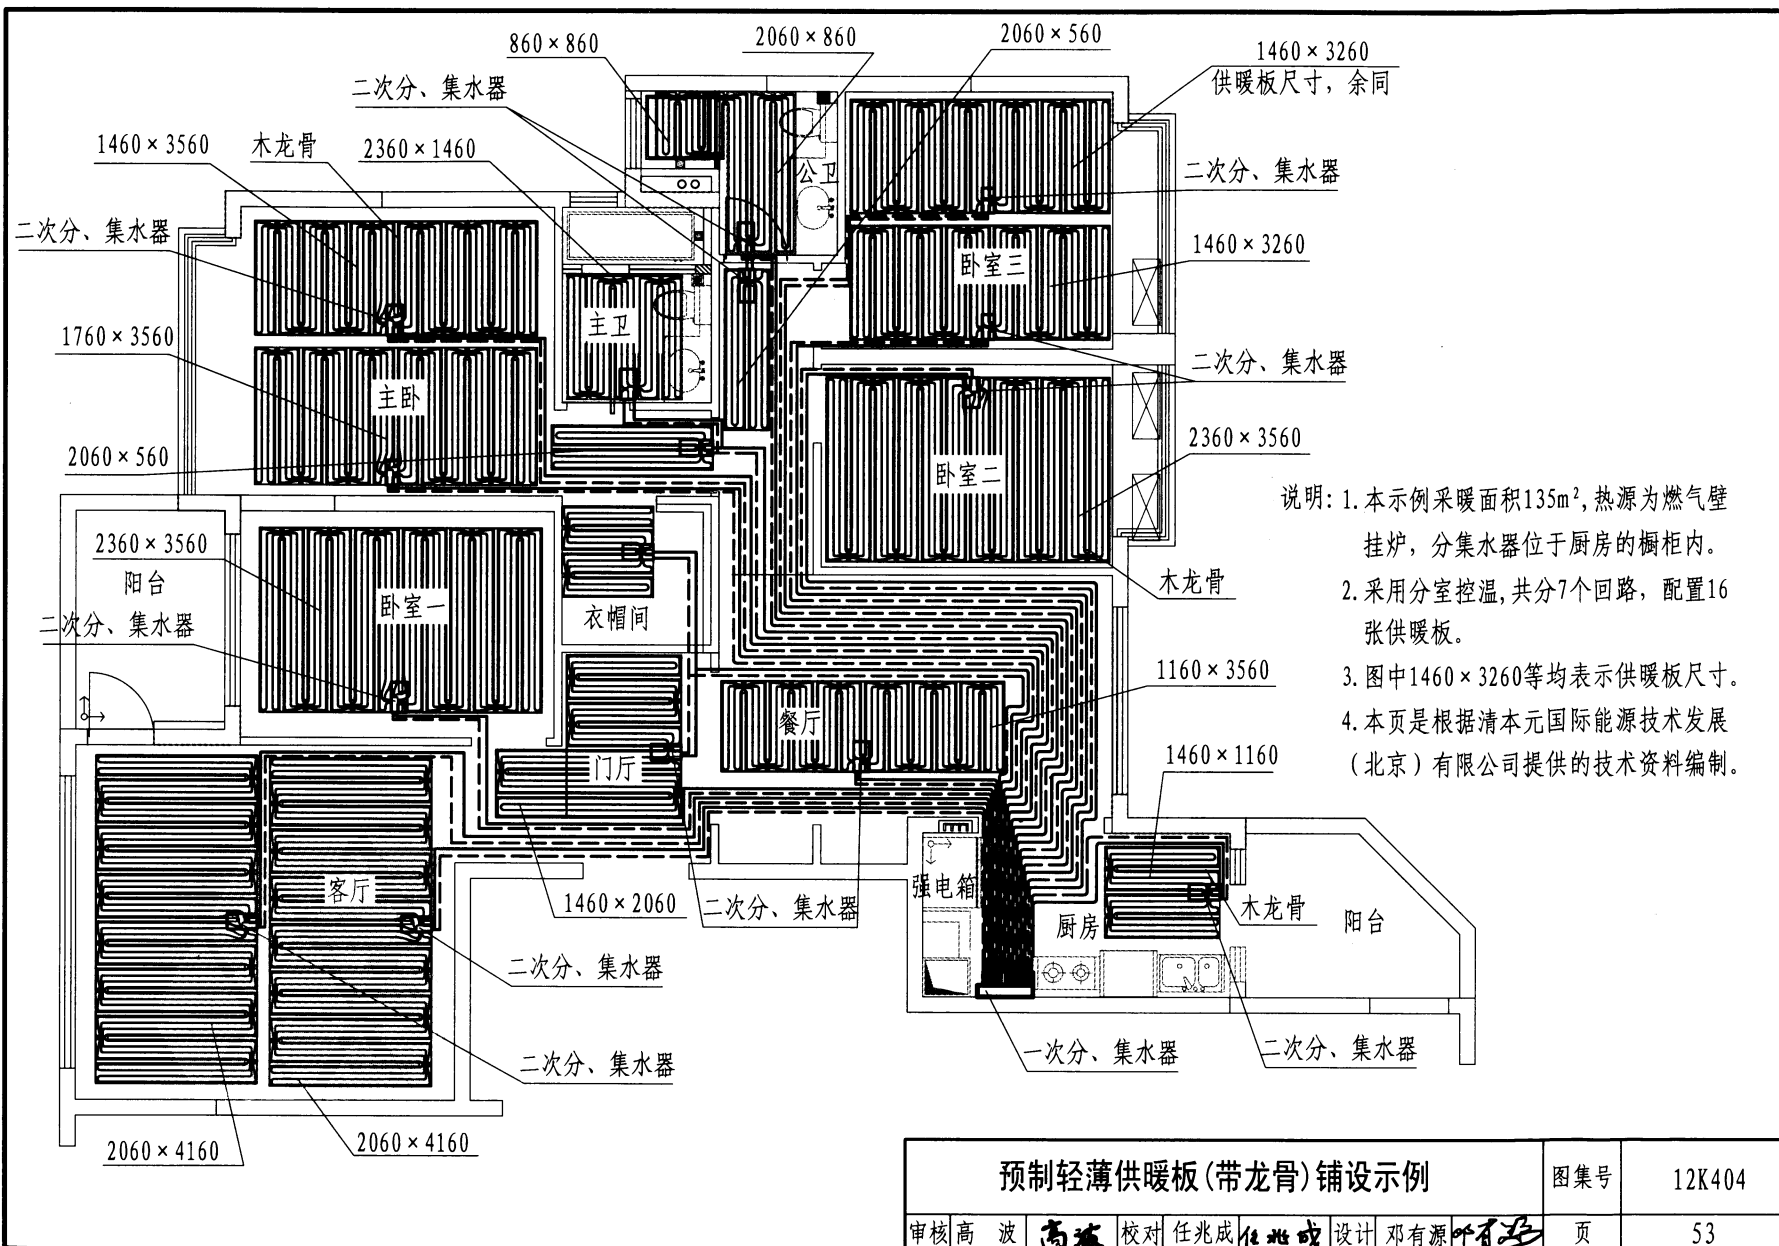 860×860
2060×860
2060×560
1460×3260
供暖板尺寸，余同
二次分、集水器
1460×3560
木龙骨
2360×1460
公卫
二次分、集水器
二次分、集水器
1460×3260
卧室三
主卫
1760×3560
主卧
二次分、集水器
2060×560
卧室二
2360×3560
说明：1.本示例采暖面积135m²,热源为燃气壁
挂炉，分集水器位于厨房的橱柜内。
2.采用分室控温,共分7个回路，配置16
张供暖板。
3.图中1460×3260等均表示供暖板尺寸。
4.本页是根据清本元国际能源技术发展
（北京）有限公司提供的技术资料编制。
2360×3560
阳台
卧室一
衣帽间
木龙骨
二次分、集水器
1160×3560
餐厅
门厅
1460×1160
客厅
1460×2060
二次分、集水器
强电箱
厨房
木龙骨
阳台
二次分、集水器
二次分、集水器
一次分、集水器
二次分、集水器
2060×4160
2060×4160
预制轻薄供暖板(带龙骨)铺设示例
图集号
12K404
审核 高 波 高波 校对 任兆成 任兆成 设计 邓有源 邓有源
页
53